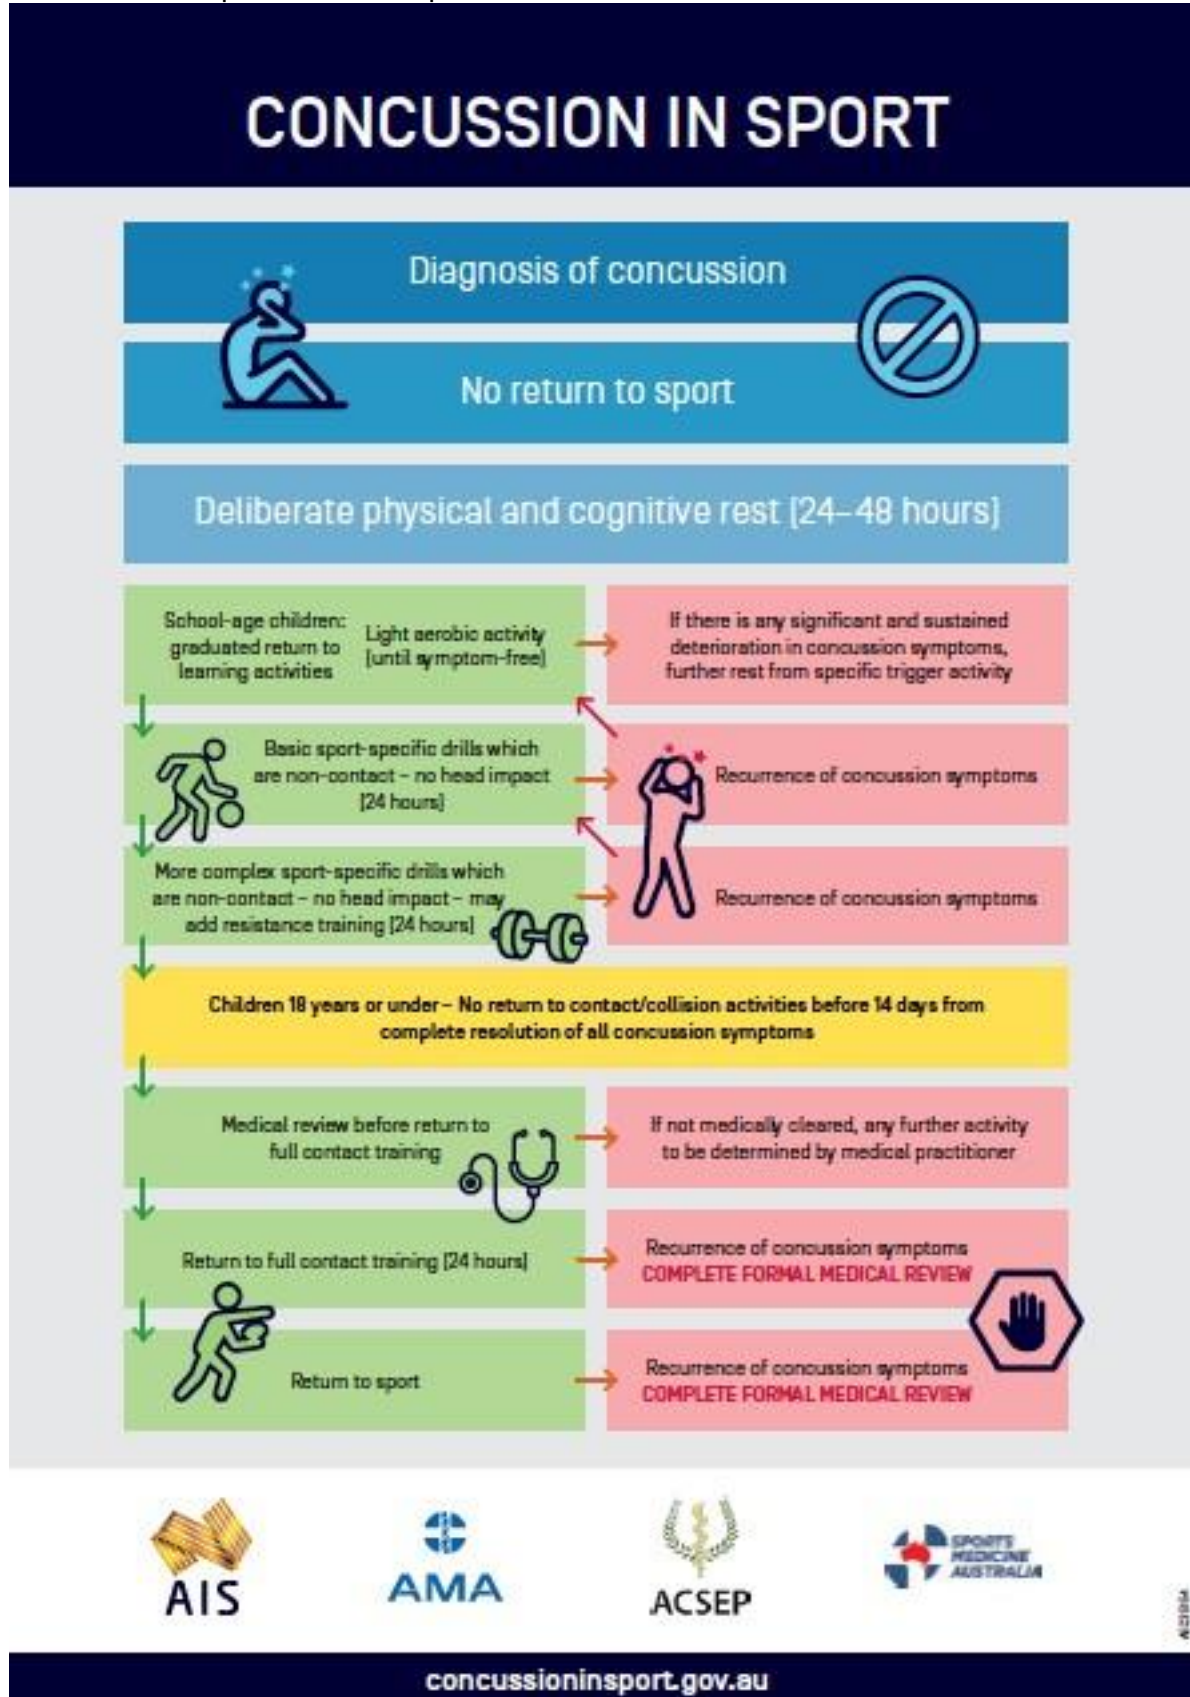 CONCUSSION IN SPORT
Diagnosis of concussion
No return to sport
Deliberate physical and cognitive rest (24–48 hours)
School-age children:
graduated return to
learning activities
Light aerobic activity
(until symptom-free)
If there is any significant and sustained
deterioration in concussion symptoms,
further rest from specific trigger activity
Basic sport-specific drills which
are non-contact – no head impact
(24 hours)
Recurrence of concussion symptoms
More complex sport-specific drills which
are non-contact – no head impact – may
add resistance training (24 hours)
Recurrence of concussion symptoms
Children 18 years or under – No return to contact/collision activities before 14 days from
complete resolution of all concussion symptoms
Medical review before return to
full contact training
If not medically cleared, any further activity
to be determined by medical practitioner
Return to full contact training (24 hours)
Recurrence of concussion symptoms
COMPLETE FORMAL MEDICAL REVIEW
Return to sport
Recurrence of concussion symptoms
COMPLETE FORMAL MEDICAL REVIEW
AIS
AMA
ACSEP
SPORTS
MEDICINE
AUSTRALIA
concussioninsport.gov.au